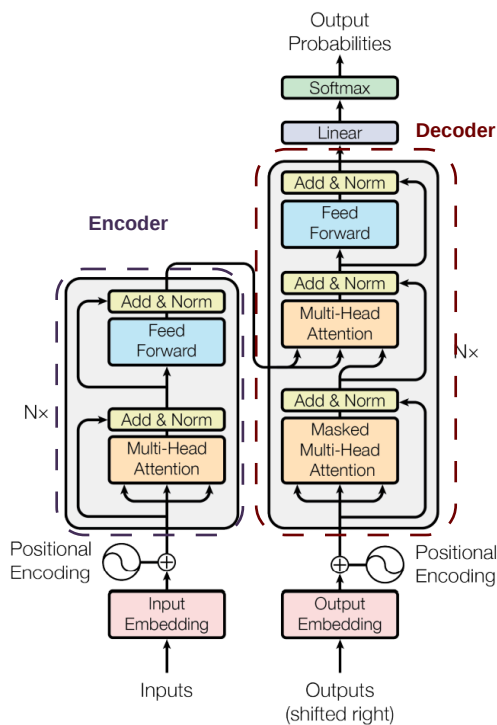 Output
Probabilities
Softmax
Linear
Decoder
Add & Norm
Feed
Forward
Add & Norm
Multi-Head
Attention
Add & Norm
Masked
Multi-Head
Attention
N×
Encoder
Add & Norm
Feed
Forward
Add & Norm
Multi-Head
Attention
N×
Positional
Encoding
Positional
Encoding
Input
Embedding
Output
Embedding
Inputs
Outputs
(shifted right)